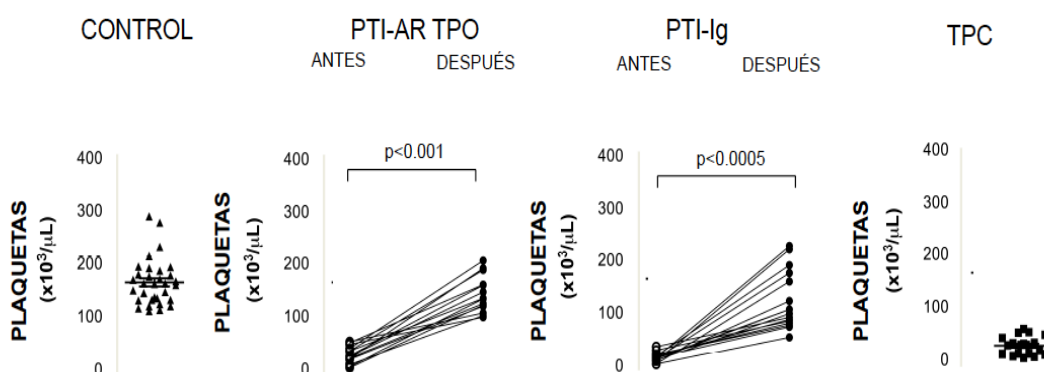 CONTROL
PTI-AR TPO
ANTES
DESPUÉS
PTI-Ig
ANTES
DESPUÉS
TPC
PLAQUETAS
(x10³/µL)
400
300
200
100
0
PLAQUETAS
(x10³/µL)
p<0.001
400
300
200
100
0
PLAQUETAS
(x10³/µL)
p<0.0005
400
300
200
100
0
PLAQUETAS
(x10³/µL)
400
300
200
100
0